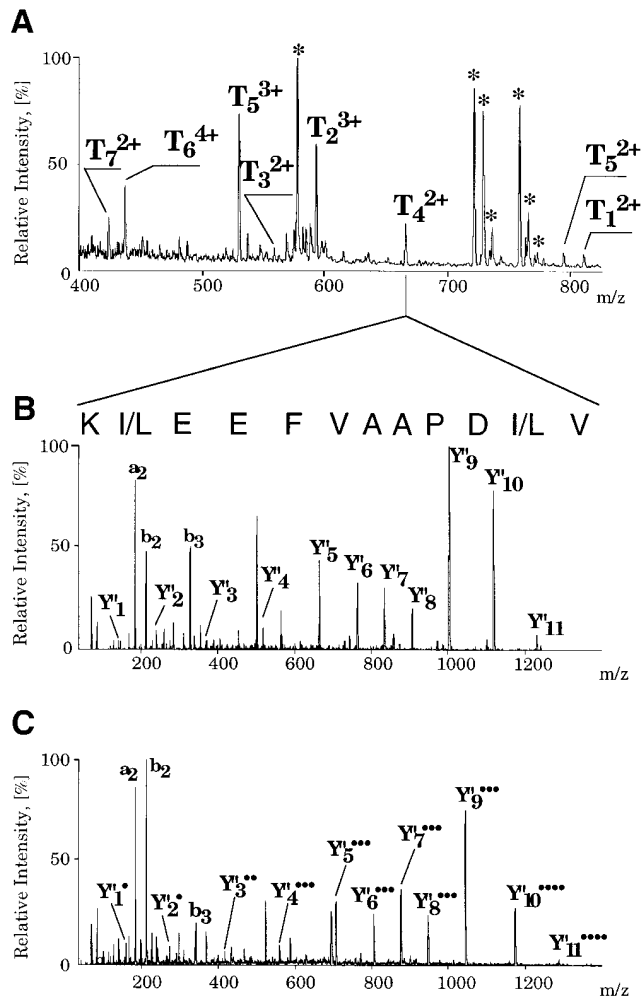 A
Relative Intensity, [%]
100
50
0
T7 2+
T6 4+
T5 3+
T3 2+
*
T2 3+
T4 2+
*
*
*
*
*
*
*
T5 2+
T1 2+
400 500 600 700 800
m/z
B
K I/L E E F V A A P D I/L V
Relative Intensity, [%]
100
50
0
Y"1
a2
b2
Y"2
b3
Y"3
Y"4
Y"5
Y"6
Y"7
Y"8
Y"9
Y"10
Y"11
200 400 600 800 1000 1200
m/z
C
Relative Intensity, [%]
100
50
0
Y"1•
a2
b2
Y"2•
b3
Y"3••
Y"4•••
Y"5•••
Y"6•••
Y"7•••
Y"8•••
Y"9•••
Y"10••••
Y"11••••
200 400 600 800 1000 1200
m/z